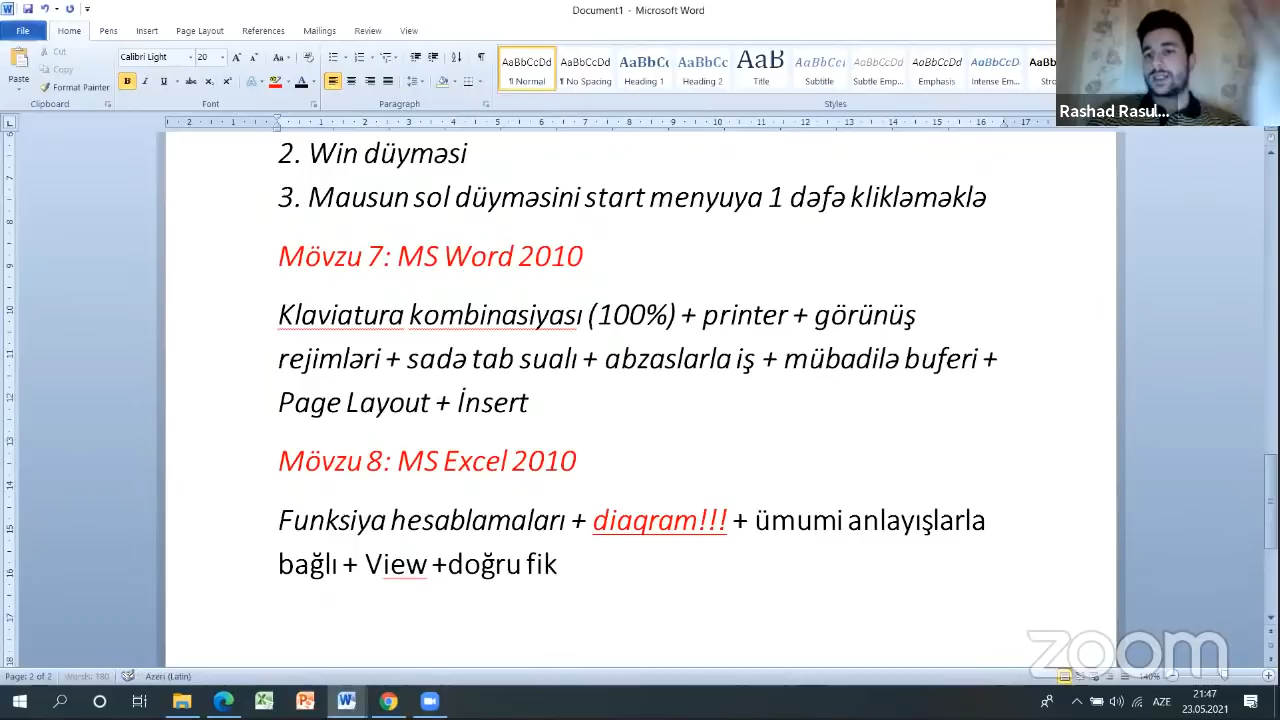 Document1 - Microsoft Word
File Home Pens Insert Page Layout References Mailings Review View
Cut
Copy
Format Painter
Paste
Clipboard
Calibri Light 20
Font
Paragraph
AaBbCcDd AaBbCcDd AaBbCc AaBbCc AaB AaBbCcI AaBbCcDd AaBbCcDd AaBbCcDd
¶ Normal ¶ No Spacing Heading 1 Heading 2 Title Subtitle Subtle Emp... Emphasis Intense Em...
Styles
Rashad Rasul...
2. Win düyməsi
3. Mausun sol düyməsini start menyuya 1 dəfə klikləməklə
Mövzu 7: MS Word 2010
Klaviatura kombinasiyası (100%) + printer + görünüş
rejimləri + sadə tab sualı + abzaslarla iş + mübadilə buferi +
Page Layout + İnsert
Mövzu 8: MS Excel 2010
Funksiya hesablamaları + diaqram!!! + ümumi anlayışlarla
bağlı + View +doğru fik
zoom
Page: 2 of 2 Words: 180 Azeri (Latin) 140%
AZE
21:47
23.05.2021